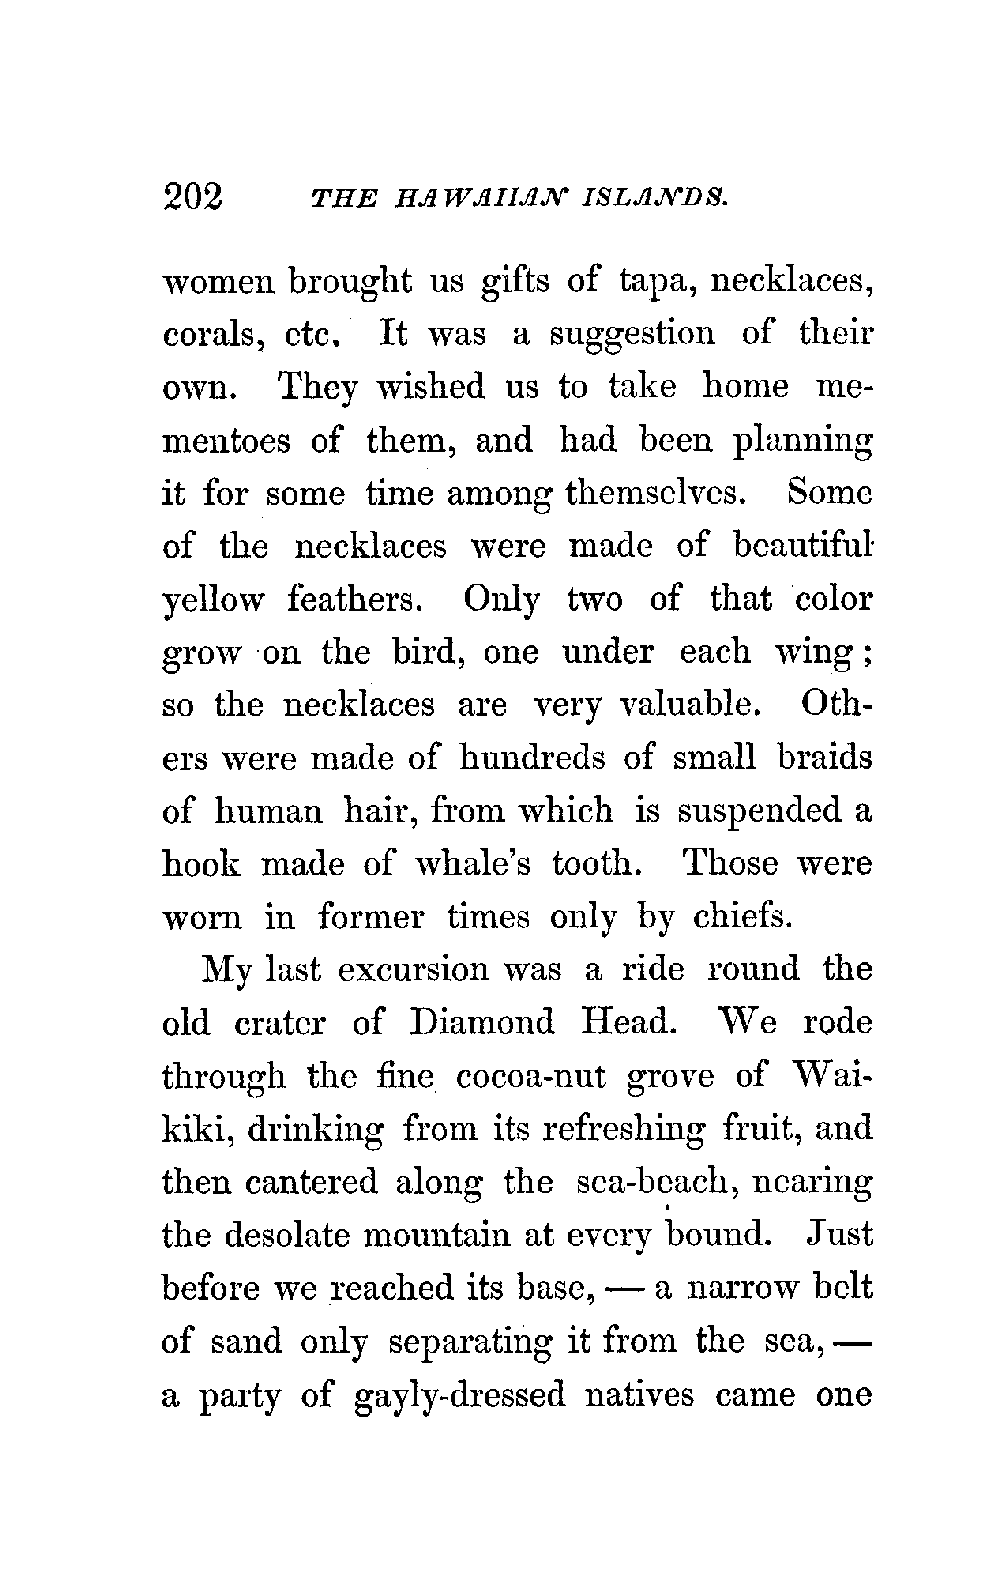 202 THE HAWAIIAN ISLANDS.
women brought us gifts of tapa, necklaces,
corals, etc. It was a suggestion of their
own. They wished us to take home me-
mentoes of them, and had been planning
it for some time among themselves. Some
of the necklaces were made of beautiful
yellow feathers. Only two of that color
grow on the bird, one under each wing ;
so the necklaces are very valuable. Oth-
ers were made of hundreds of small braids
of human hair, from which is suspended a
hook made of whale's tooth. Those were
worn in former times only by chiefs.
My last excursion was a ride round the
old crater of Diamond Head. We rode
through the fine cocoa-nut grove of Wai-
kiki, drinking from its refreshing fruit, and
then cantered along the sea-beach, nearing
the desolate mountain at every bound. Just
before we reached its base, — a narrow belt
of sand only separating it from the sea, —
a party of gayly-dressed natives came one